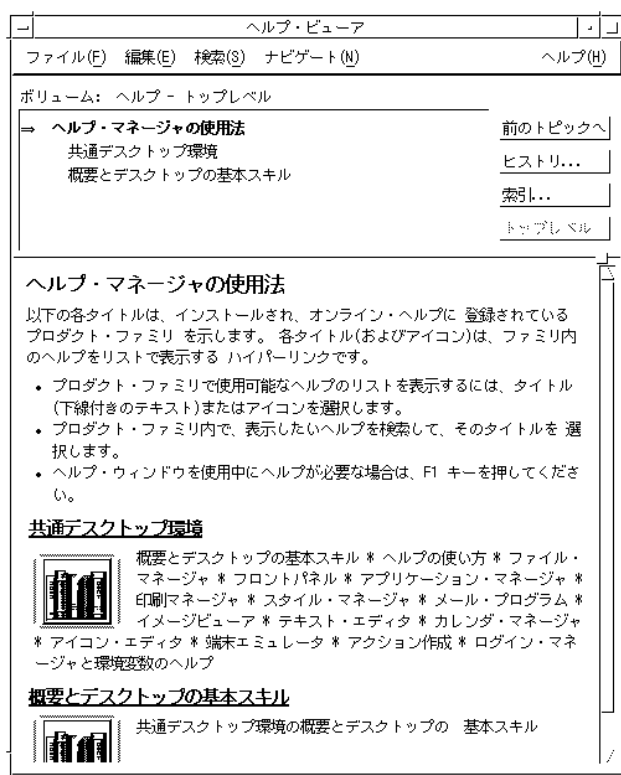 ヘルプ・ビューア
ファイル(F) 編集(E) 検索(S) ナビゲート(N) ヘルプ(H)
ボリューム: ヘルプ - トップレベル
⇒ ヘルプ・マネージャの使用法
共通デスクトップ環境
概要とデスクトップの基本スキル
前のトピックへ
ヒストリ...
索引...
トップレベル
ヘルプ・マネージャの使用法
以下の各タイトルは、インストールされ、オンライン・ヘルプに 登録されている
プロダクト・ファミリ を示します。 各タイトル(およびアイコン)は、ファミリ内
のヘルプをリストで表示する ハイパーリンクです。
• プロダクト・ファミリで使用可能なヘルプのリストを表示するには、タイトル
(下線付きのテキスト)またはアイコンを選択します。
• プロダクト・ファミリ内で、表示したいヘルプを検索して、そのタイトルを 選
択します。
• ヘルプ・ウィンドウを使用中にヘルプが必要な場合は、F1 キーを押してくださ
い。
共通デスクトップ環境
概要とデスクトップの基本スキル * ヘルプの使い方 * ファイル・
マネージャ * フロントパネル * アプリケーション・マネージャ *
印刷マネージャ * スタイル・マネージャ * メール・プログラム *
イメージビューア * テキスト・エディタ * カレンダ・マネージャ
* アイコン・エディタ * 端末エミュレータ * アクション作成 * ログイン・マネ
ージャと環境変数のヘルプ
概要とデスクトップの基本スキル
共通デスクトップ環境の概要とデスクトップの 基本スキル